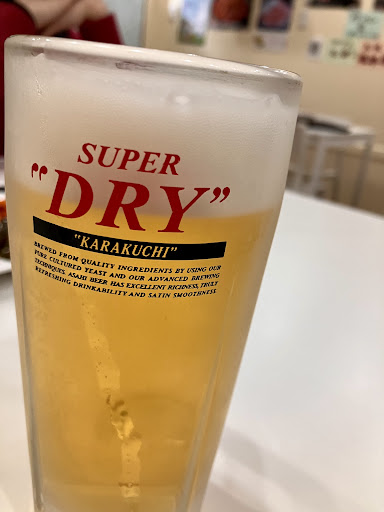 SUPER
"DRY"
"KARAKUCHI"
BREWED FROM QUALITY INGREDIENTS BY USING OUR
PURE CULTURED YEAST AND OUR ADVANCED BREWING
TECHNIQUES. ASAHI BEER HAS EXCELLENT RICHNESS, TRULY
REFRESHING DRINKABILITY AND SATIN SMOOTHNESS.